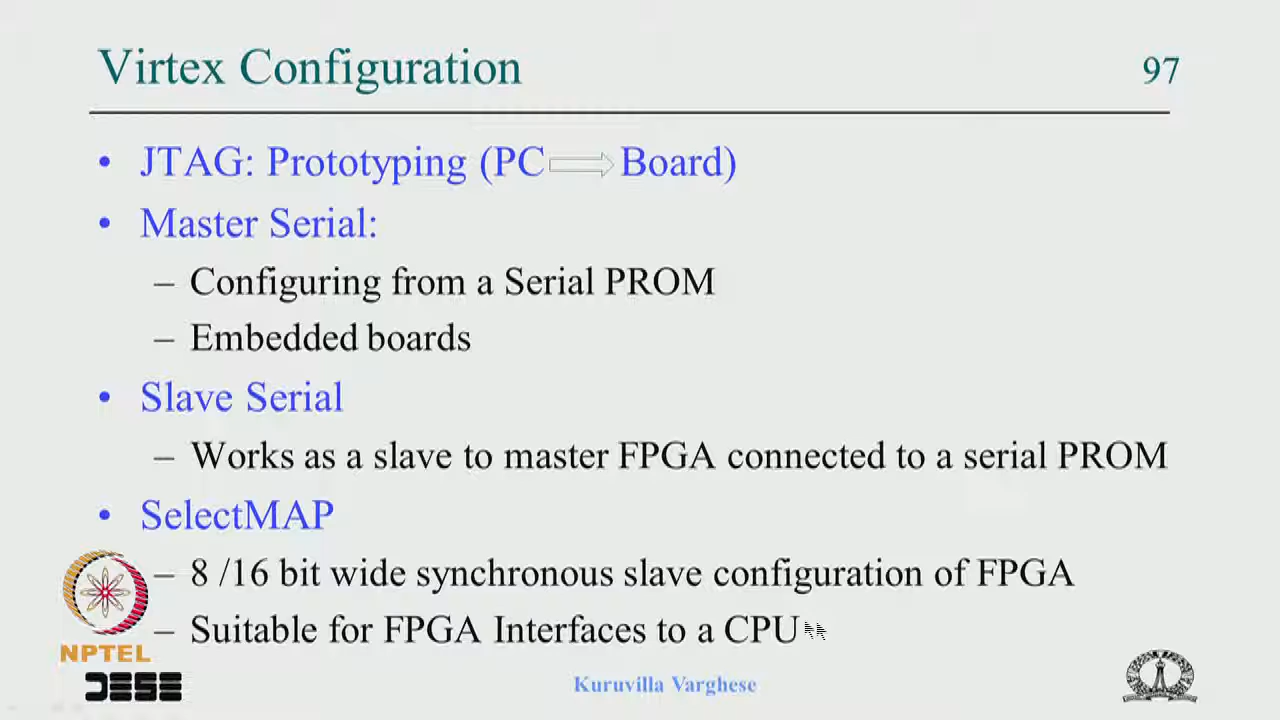 Virtex Configuration
97
• JTAG: Prototyping (PC Board)
• Master Serial:
– Configuring from a Serial PROM
– Embedded boards
• Slave Serial
– Works as a slave to master FPGA connected to a serial PROM
• SelectMAP
– 8 /16 bit wide synchronous slave configuration of FPGA
– Suitable for FPGA Interfaces to a CPU
NPTEL
DESE
Kuruvilla Varghese